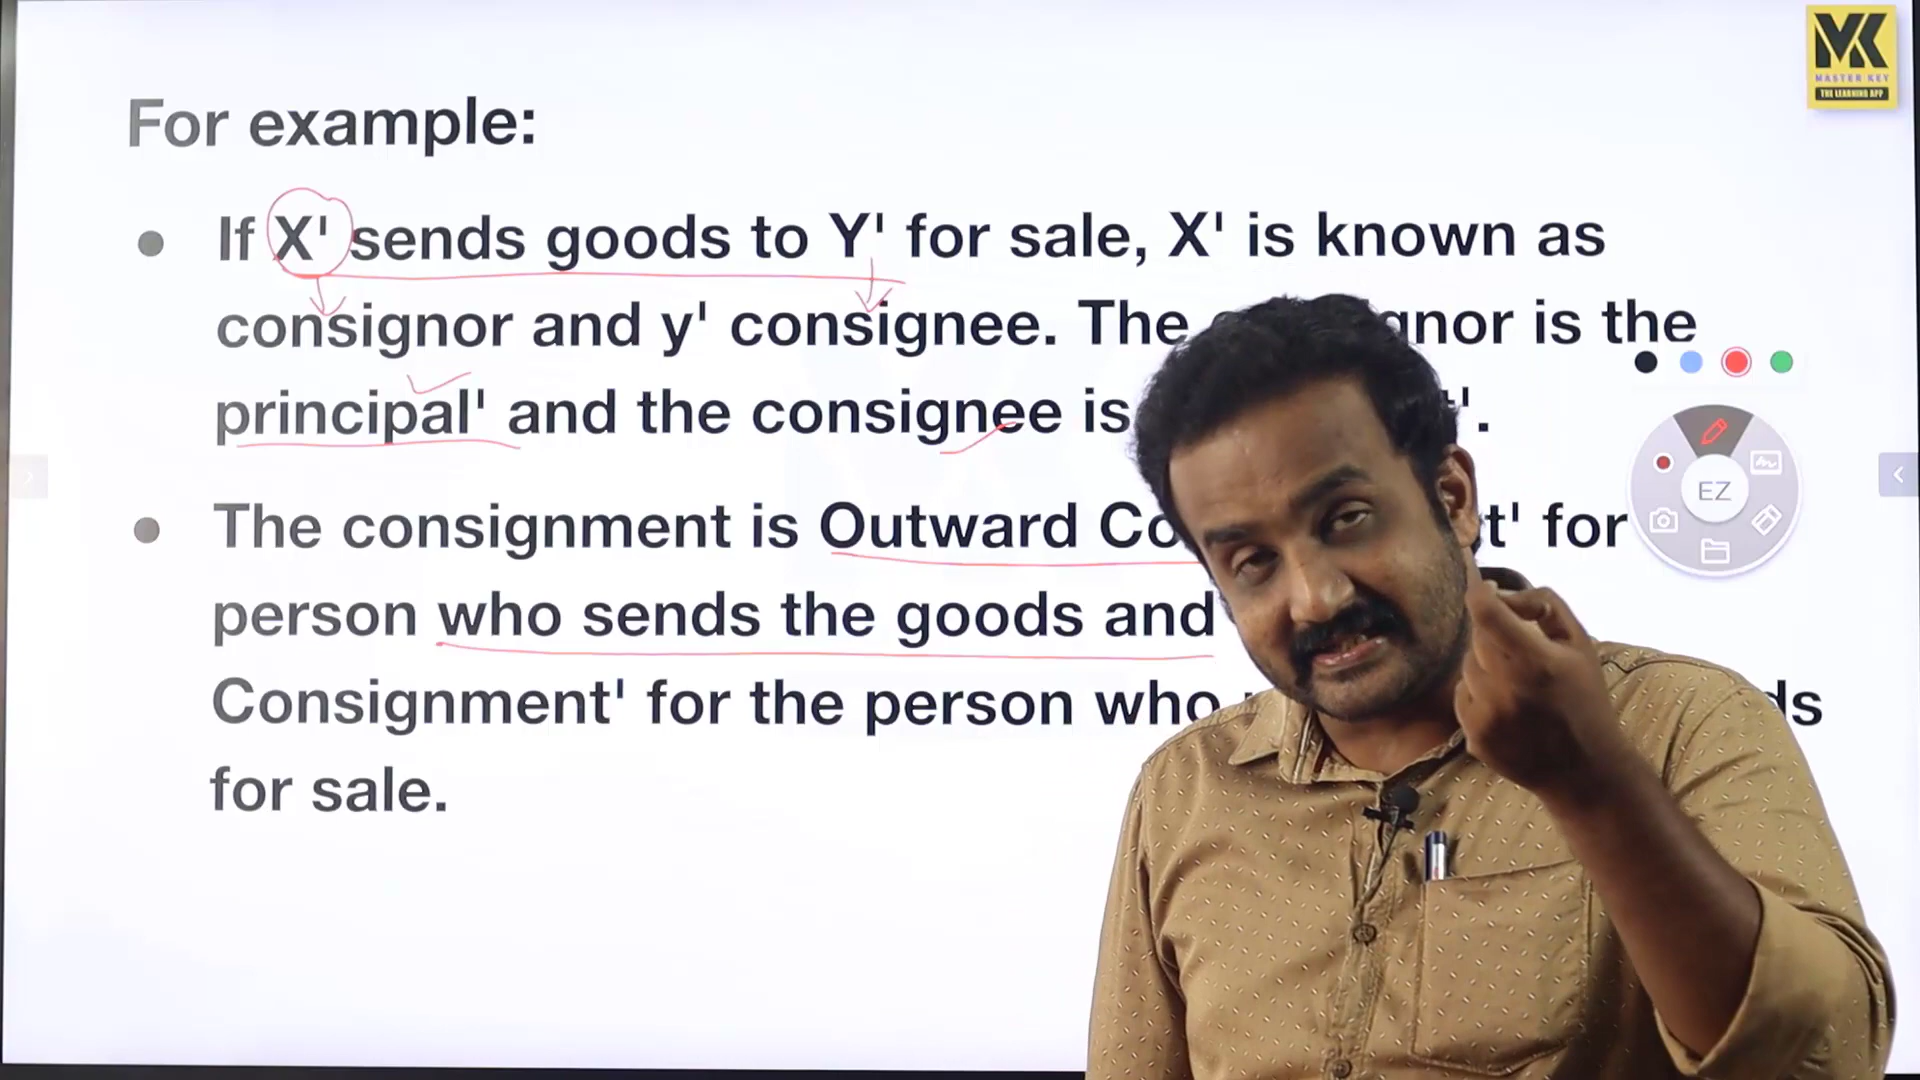 MASTER KEY
THE LEARNING APP
For example:
If X' sends goods to Y' for sale, X' is known as
consignor and y' consignee. The gnor is the
principal' and the consignee is t'.
The consignment is Outward Co t' for
person who sends the goods and
Consignment' for the person who ds
for sale.
EZ